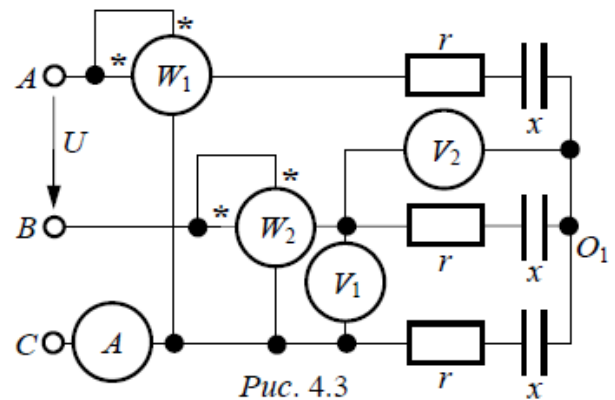 r
* *
A W1
x
U V2
B * * W2
r x O1
V1
C A
r x
Рис. 4.3